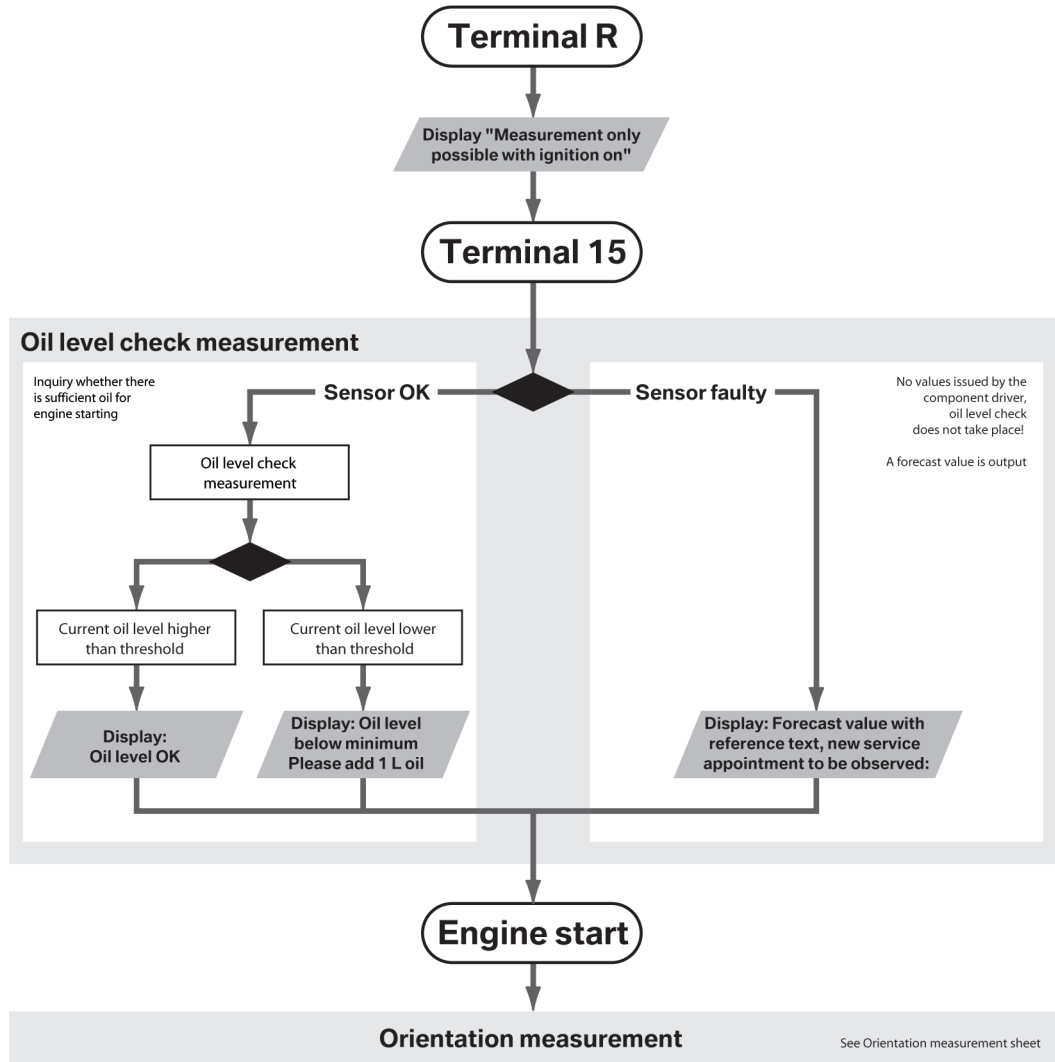 Terminal R
Display "Measurement only
possible with ignition on"
Terminal 15
Oil level check measurement
Inquiry whether there
is sufficient oil for
engine starting
Sensor OK
Sensor faulty
No values issued by the
component driver,
oil level check
does not take place!
A forecast value is output
Oil level check
measurement
Current oil level higher
than threshold
Current oil level lower
than threshold
Display:
Oil level OK
Display: Oil level
below minimum
Please add 1 L oil
Display: Forecast value with
reference text, new service
appointment to be observed:
Engine start
Orientation measurement
See Orientation measurement sheet